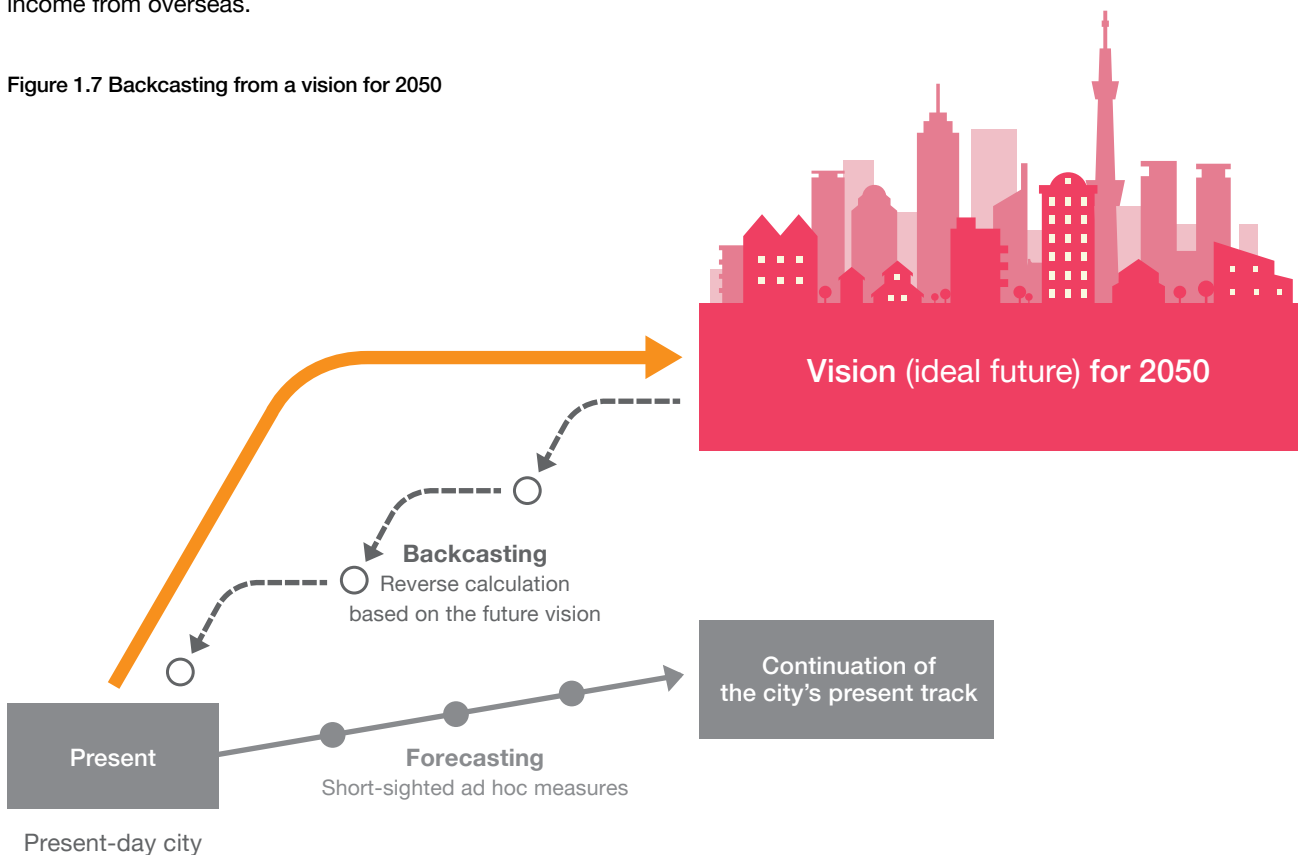 income from overseas.
Figure 1.7 Backcasting from a vision for 2050
Vision (ideal future) for 2050
Backcasting
Reverse calculation
based on the future vision
Continuation of
the city's present track
Present
Forecasting
Short-sighted ad hoc measures
Present-day city